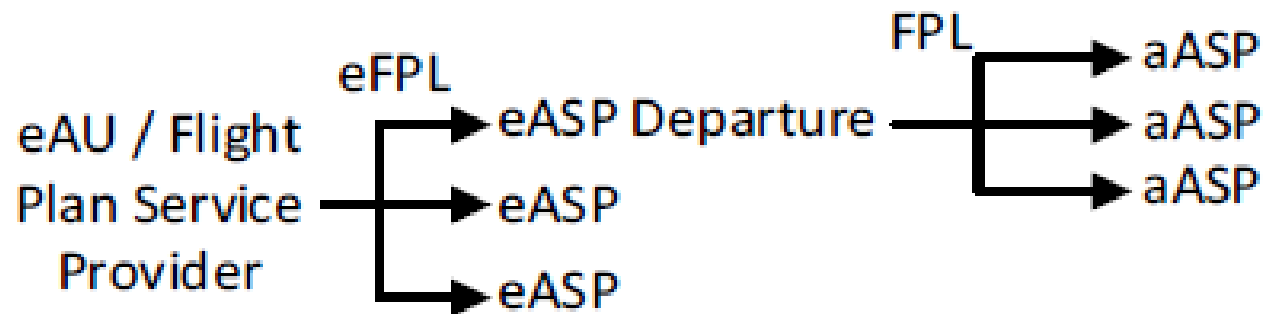 eAU / Flight
Plan Service
Provider
eFPL
eASP Departure
eASP
eASP
FPL
aASP
aASP
aASP